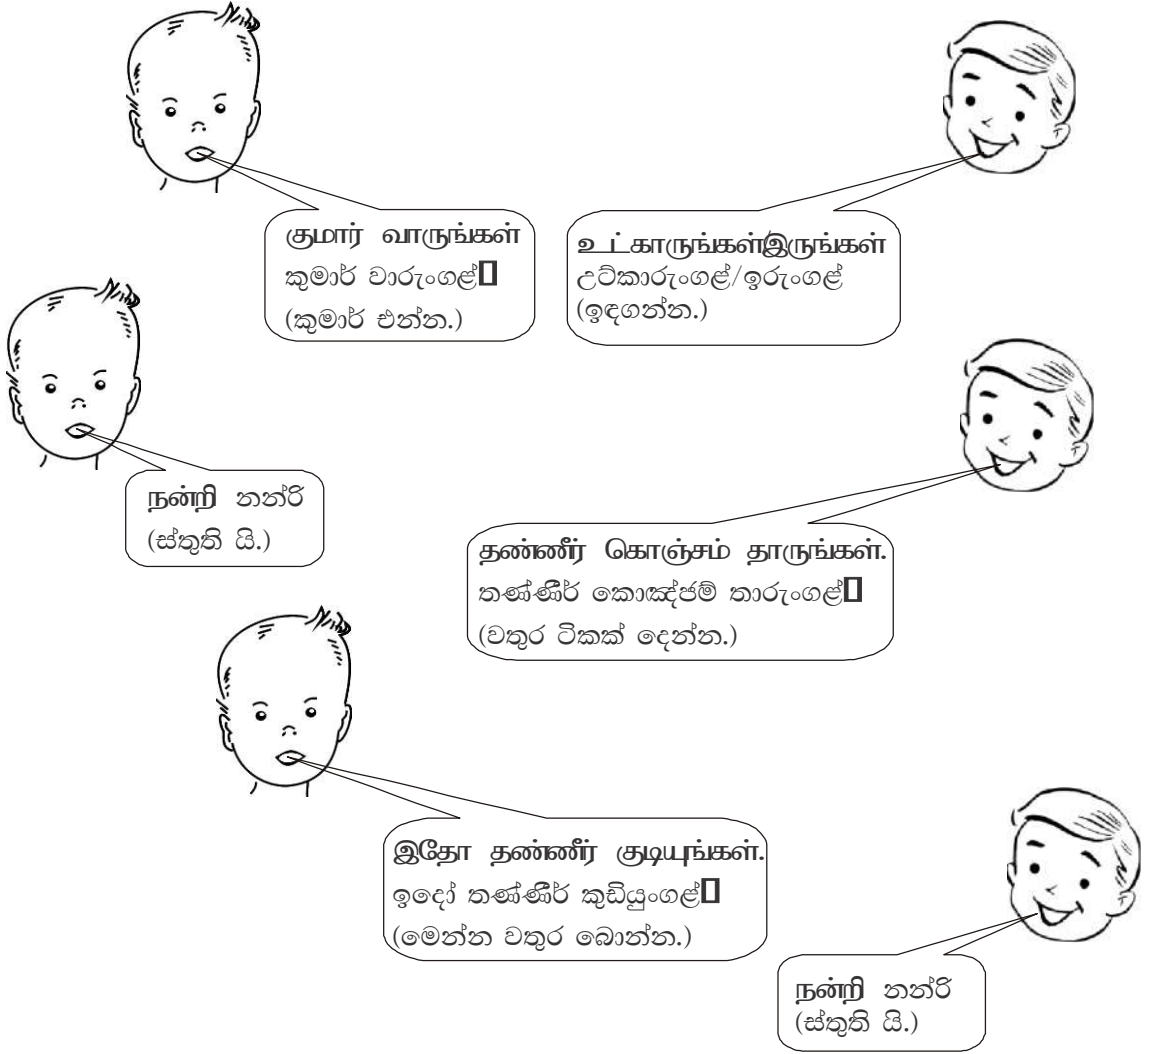 குமார் வாருங்கள்
කුමාර් වාරුංගළ්
(කුමාර් එන්න.)
உட்காருங்கள்/இருங்கள்
උට්කාරුංගළ්/ඉරුංගළ්
(ඉඳගන්න.)
நன்றி නන්රි
(ස්තුති යි.)
தண்ணீர் கொஞ்சம் தாருங்கள்.
තණ්ණීර් කොඤ්ජම් තාරුංගළ්
(වතුර ටිකක් දෙන්න.)
இதோ தண்ணீர் குடியுங்கள்.
ඉදෝ තණ්ණීර් කුඩියුංගළ්
(මෙන්න වතුර බොන්න.)
நன்றி නන්රි
(ස්තුති යි.)